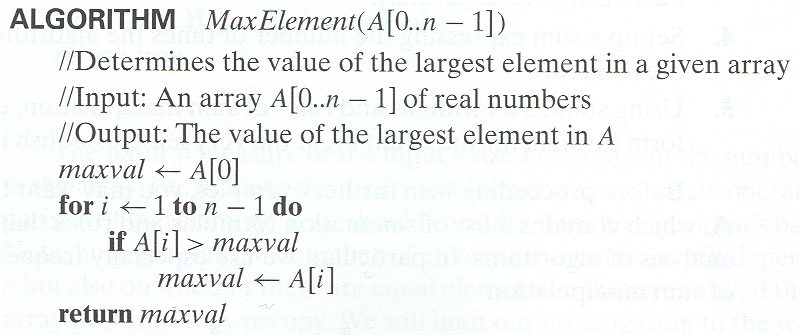 ALGORITHM MaxElement(A[0..n − 1])
//Determines the value of the largest element in a given array
//Input: An array A[0..n − 1] of real numbers
//Output: The value of the largest element in A
maxval ← A[0]
for i ← 1 to n − 1 do
if A[i] > maxval
maxval ← A[i]
return maxval